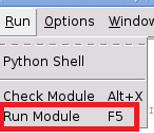 Run Options Window
Python Shell
Check Module Alt+X
Run Module F5